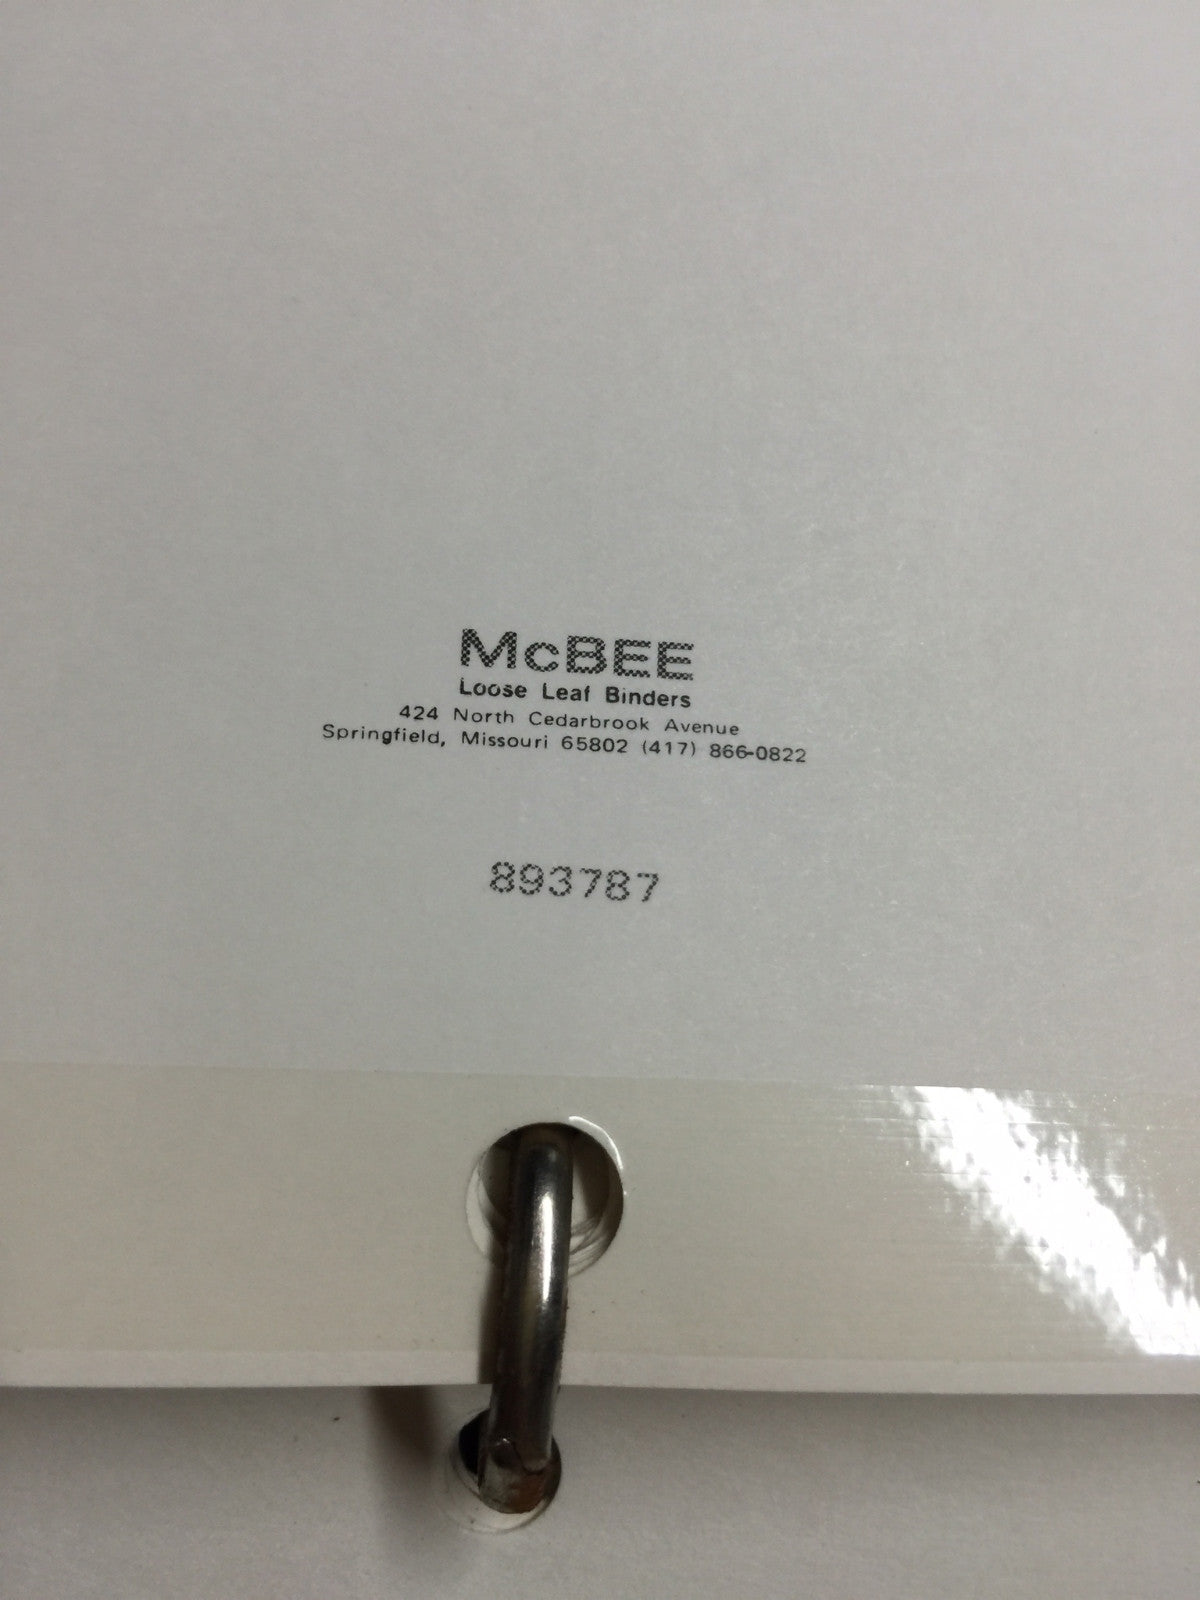 McBEE
Loose Leaf Binders
424 North Cedarbrook Avenue
Springfield, Missouri 65802 (417) 866-0822
893787